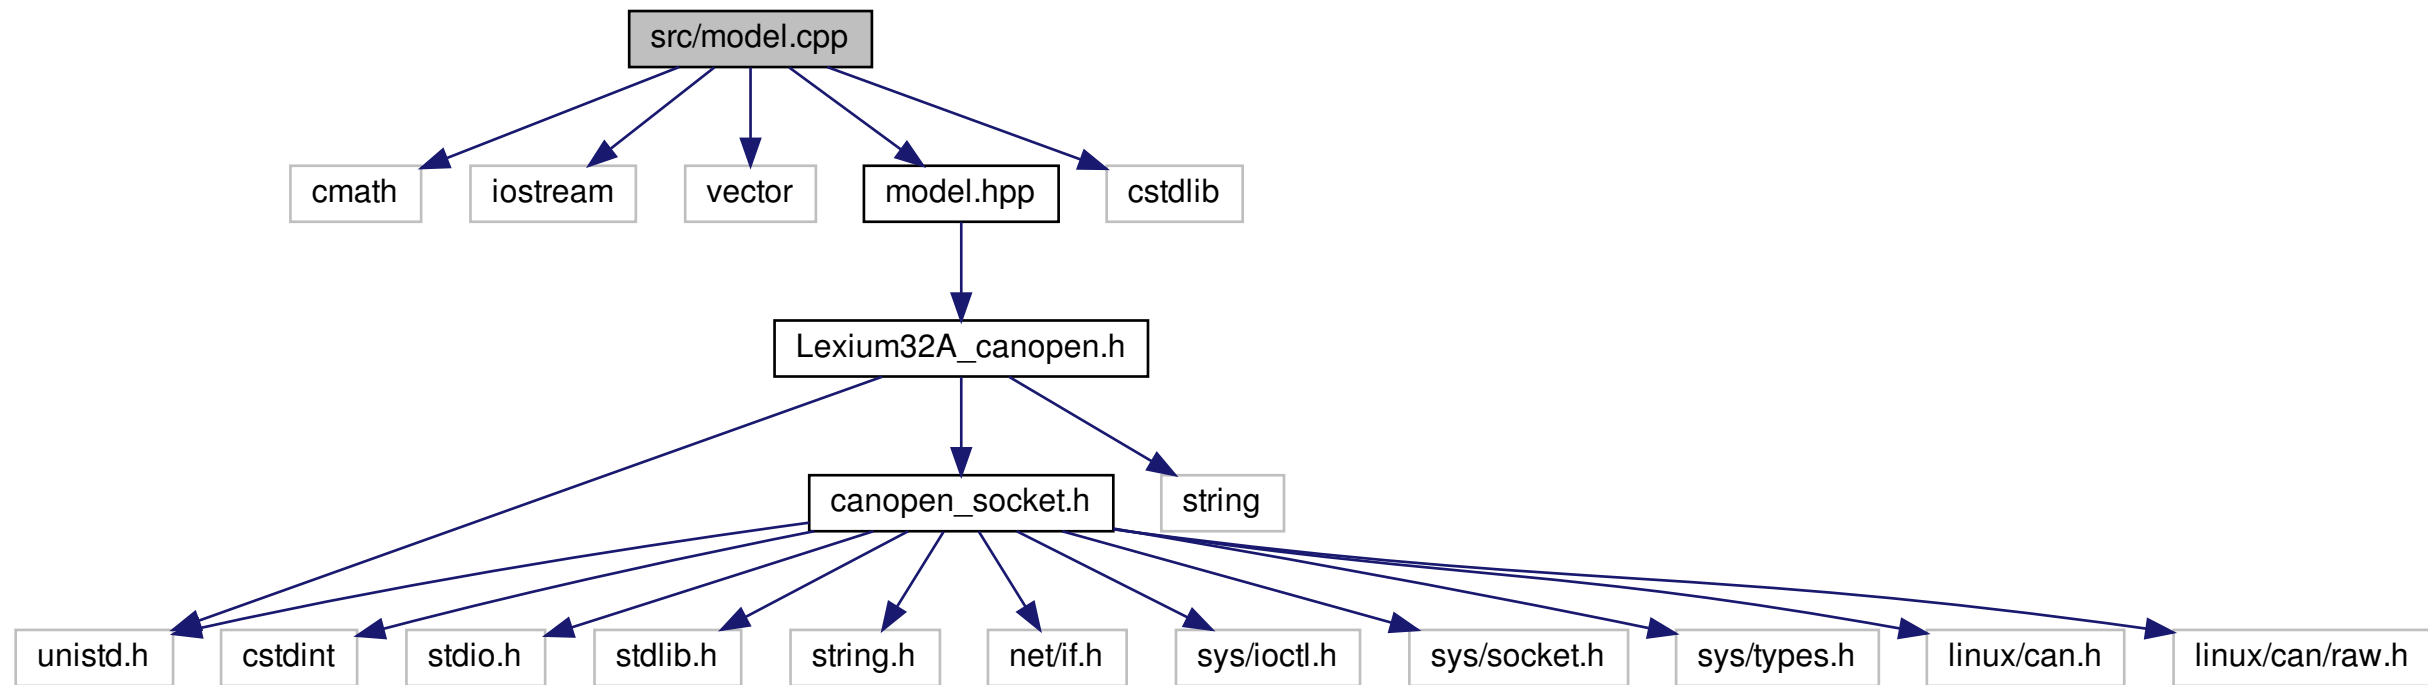 src/model.cpp
cmath
iostream
vector
model.hpp
cstdlib
Lexium32A_canopen.h
canopen_socket.h
string
unistd.h
cstdint
stdio.h
stdlib.h
string.h
net/if.h
sys/ioctl.h
sys/socket.h
sys/types.h
linux/can.h
linux/can/raw.h